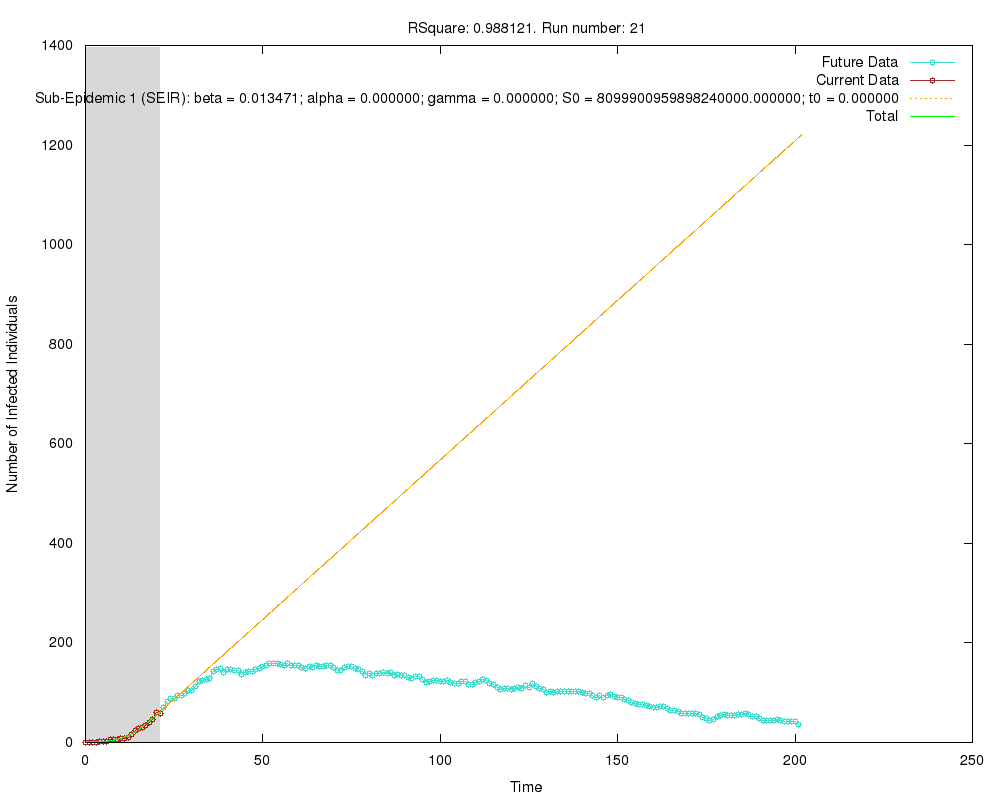 RSquare: 0.988121. Run number: 21
1400
Future Data
Current Data
Sub-Epidemic 1 (SEIR): beta = 0.013471; alpha = 0.000000; gamma = 0.000000; S0 = 8099900959898240000.000000; t0 = 0.000000
Total
1200
1000
800
600
400
200
0
Number of Infected Individuals
0 50 100 150 200 250
Time